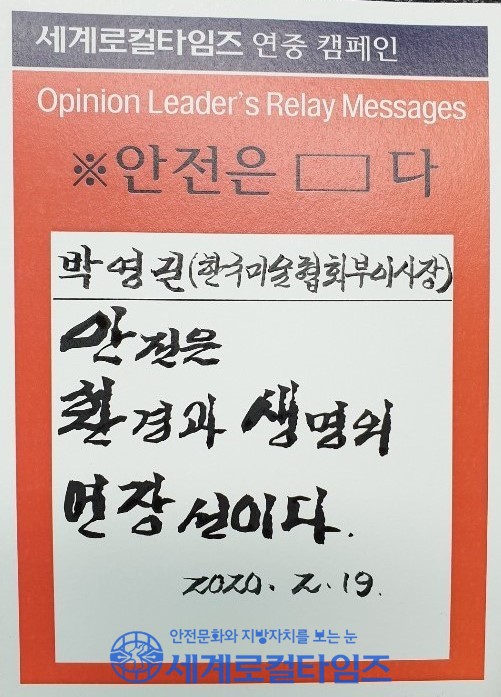 세계로컬타임즈 연중 캠페인
Opinion Leader's Relay Messages
※안전은 ▭ 다
박영길(한국미술협회부이사장)
안전은
환경과 생명의
연장선이다.
2020. 2. 19.
안전문화와 지방자치를 보는 눈
세계로컬타임즈